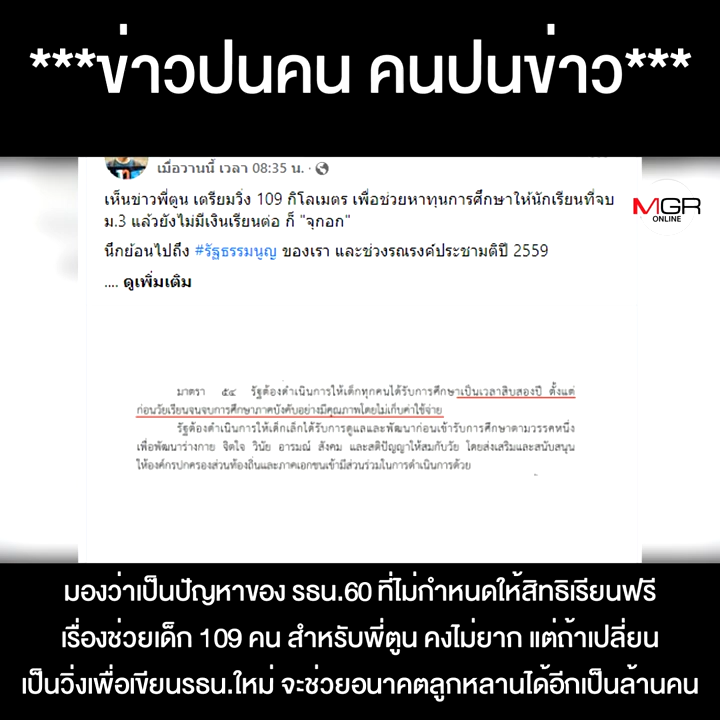 ***ข่าวปนคน คนปนข่าว***
เมื่อวานนี้ เวลา 08:35 น. ·
เห็นข่าวพี่ตูน เตรียมวิ่ง 109 กิโลเมตร เพื่อช่วยหาทุนการศึกษาให้นักเรียนที่จบ
ม.3 แล้วยังไม่มีเงินเรียนต่อ ก็ "จุกอก"
MGR
ONLINE
นึกย้อนไปถึง #รัฐธรรมนูญ ของเรา และช่วงรณรงค์ประชามติปี 2559
.... ดูเพิ่มเติม
มาตรา ๕๔ รัฐต้องดำเนินการให้เด็กทุกคนได้รับการศึกษาเป็นเวลาสิบสองปี ตั้งแต่
ก่อนวัยเรียนจนจบการศึกษาภาคบังคับอย่างมีคุณภาพโดยไม่เก็บค่าใช้จ่าย
รัฐต้องดำเนินการให้เด็กเล็กได้รับการดูแลและพัฒนาก่อนเข้ารับการศึกษาตามวรรคหนึ่ง
เพื่อพัฒนาร่างกาย จิตใจ วินัย อารมณ์ สังคม และสติปัญญาให้สมกับวัย โดยส่งเสริมและสนับสนุน
ให้องค์กรปกครองส่วนท้องถิ่นและภาคเอกชนเข้ามีส่วนร่วมในการดำเนินการด้วย
มองว่าเป็นปัญหาของ รธน.60 ที่ไม่กำหนดให้สิทธิเรียนฟรี
เรื่องช่วยเด็ก 109 คน สำหรับพี่ตูน คงไม่ยาก แต่ถ้าเปลี่ยน
เป็นวิ่งเพื่อเขียนรธน.ใหม่ จะช่วยอนาคตลูกหลานได้อีกเป็นล้านคน